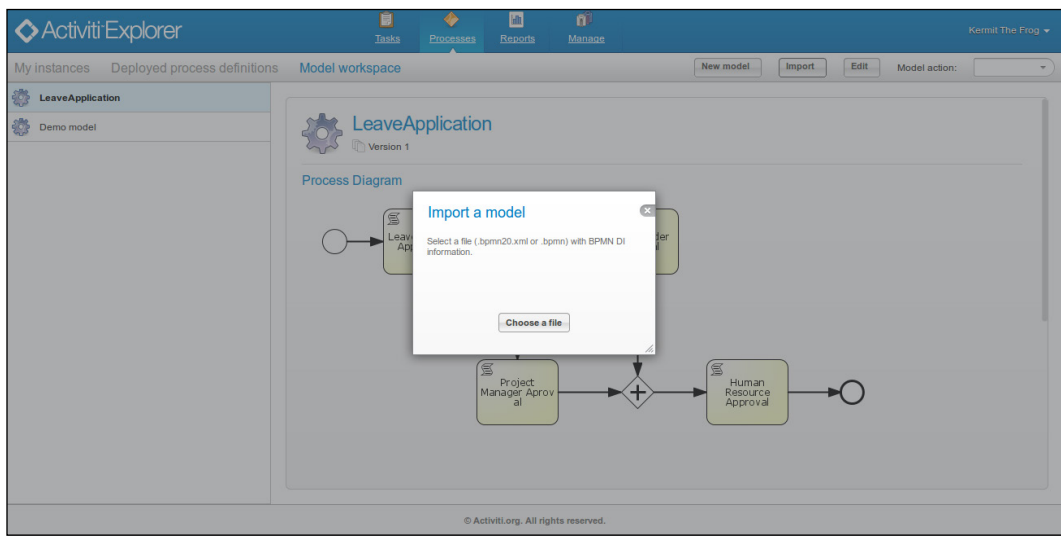 Activiti Explorer
Tasks
Processes
Reports
Manage
Kermit The Frog
My instances Deployed process definitions Model workspace
New model Import Edit Model action:
LeaveApplication
Demo model
LeaveApplication
Version 1
Process Diagram
Import a model
Select a file (.bpmn20.xml or .bpmn) with BPMN DI
information.
Choose a file
Project
Manager Aprov
al
Human
Resource
Approval
© Activiti.org. All rights reserved.